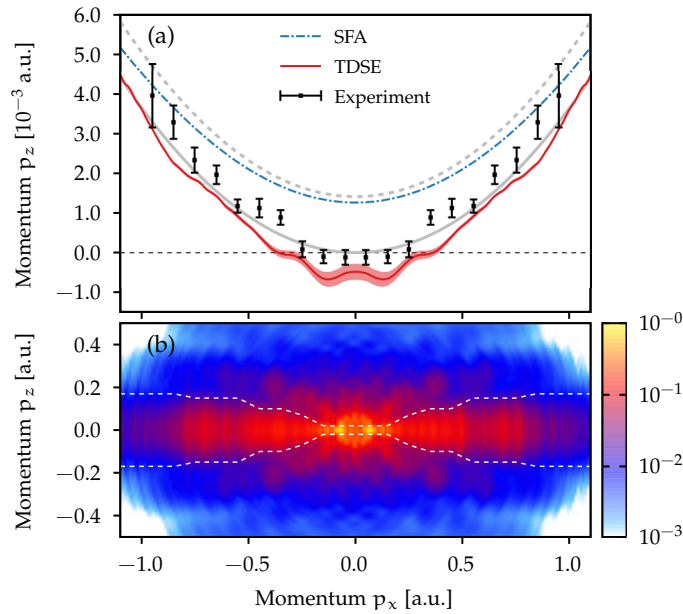 (a)
SFA
TDSE
Experiment
6.0
5.0
4.0
3.0
2.0
1.0
0.0
−1.0
Momentum p_z [10⁻³ a.u.]
(b)
0.4
0.2
0.0
−0.2
−0.4
Momentum p_z [a.u.]
10⁻⁰
10⁻¹
10⁻²
10⁻³
−1.0
−0.5
0.0
0.5
1.0
Momentum pₓ [a.u.]